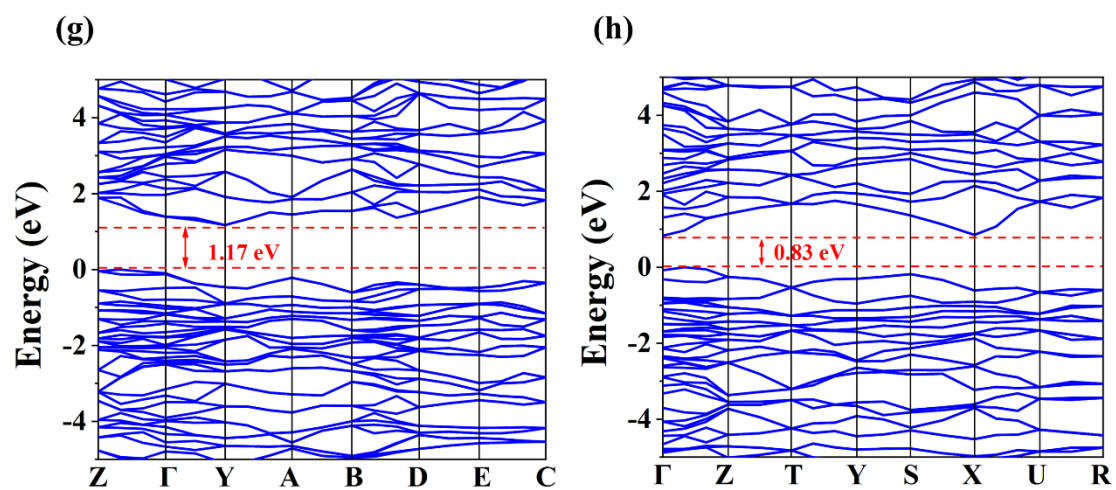 (g)
(h)
Energy (eV)
4
2
0
-2
-4
1.17 eV
Z Γ Y A B D E C
Energy (eV)
4
2
0
-2
-4
0.83 eV
Γ Z T Y S X U R